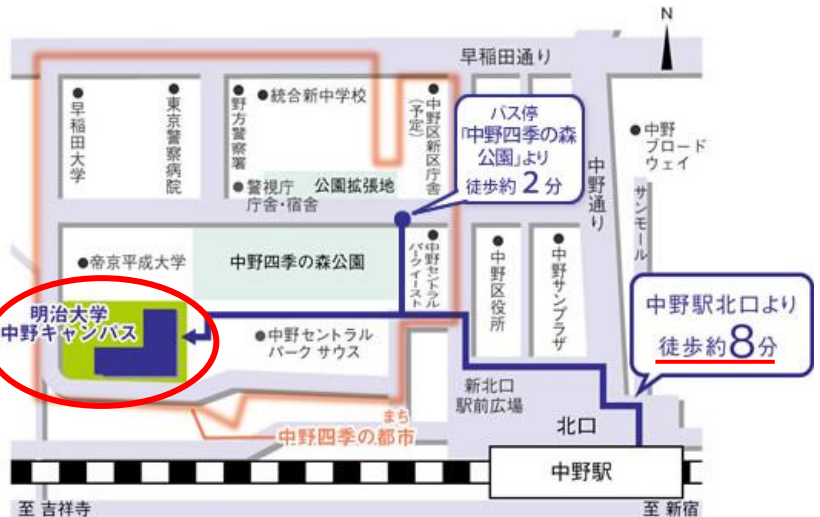 N
早稲田通り
早稲田大学
東京警察病院
野方警察署
統合新中学校
中野区新区庁舎
(予定)
バス停
「中野四季の森
公園」より
徒歩約2分
中野通り
中野
ブロード
ウェイ
サンモール
警視庁
庁舎・宿舎
公園拡張地
帝京平成大学
中野四季の森公園
中野セントラル
パークイースト
中野区役所
中野サンプラザ
明治大学
中野キャンパス
中野セントラル
パーク サウス
中野駅北口より
徒歩約8分
新北口
駅前広場
北口
まち
中野四季の都市
中野駅
至 吉祥寺
至 新宿